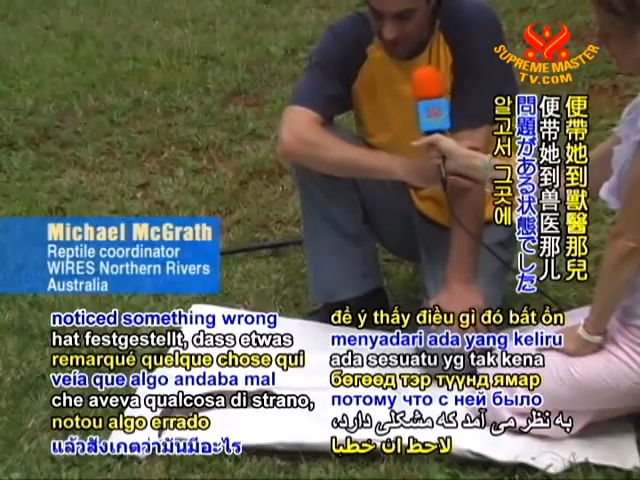 SUPREME MASTER
TV.COM
便帶她到獸醫那兒
便带她到兽医那儿
問題がある状態でした
알고서 그곳에
Michael McGrath
Reptile coordinator
WIRES Northern Rivers
Australia
noticed something wrong
hat festgestellt, dass etwas
remarqué quelque chose qui
veía que algo andaba mal
che aveva qualcosa di strano,
notou algo errado
แล้วสังเกตว่ามันมีอะไร
để ý thấy điều gì đó bất ổn
menyadari ada yang keliru
ada sesuatu yg tak kena
бөгөөд тэр түүнд ямар
потому что с ней было
به نظر می آمد که مشکلی دارد،
لاحظ ان خطبا